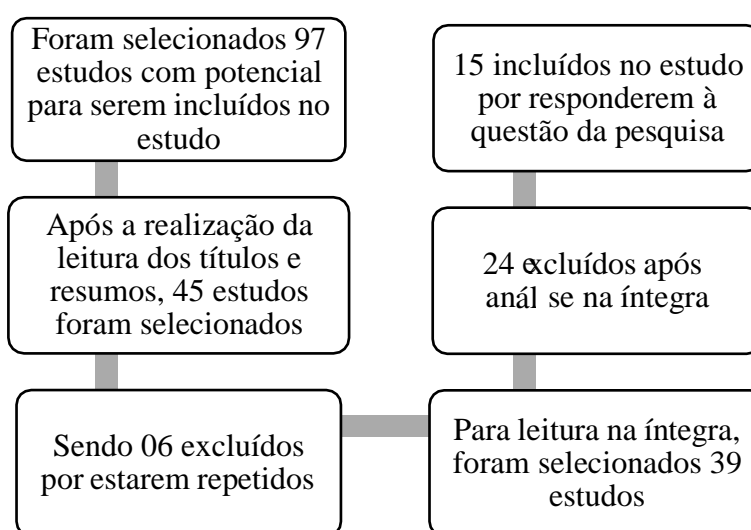 Foram selecionados 97
estudos com potencial
para serem incluídos no
estudo
Após a realização da
leitura dos títulos e
resumos, 45 estudos
foram selecionados
Sendo 06 excluídos
por estarem repetidos
Para leitura na íntegra,
foram selecionados 39
estudos
24 excluídos após
anál se na íntegra
15 incluídos no estudo
por responderem à
questão da pesquisa